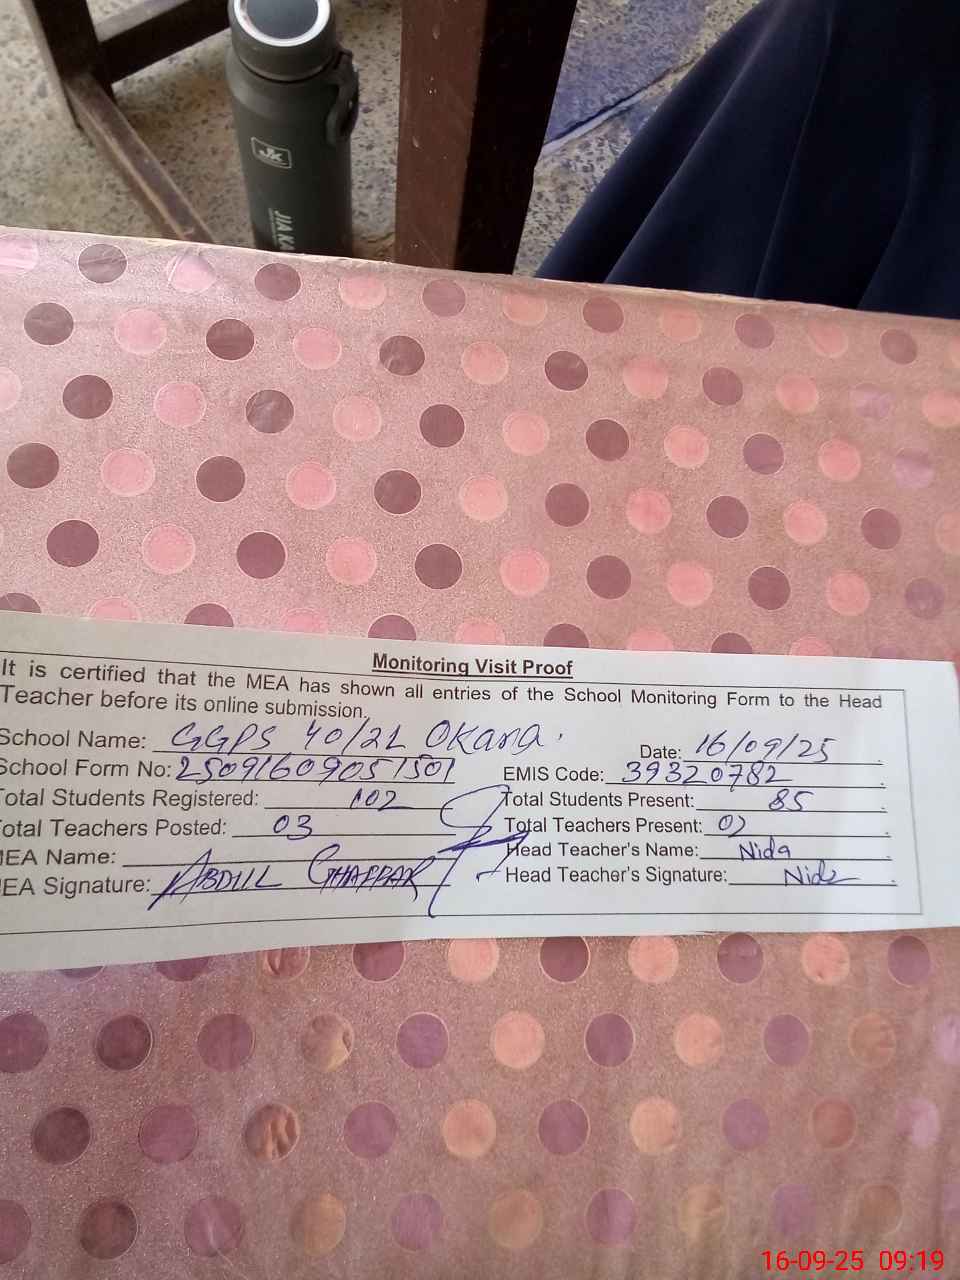 JK
JIA KA
Monitoring Visit Proof
It is certified that the MEA has shown all entries of the School Monitoring Form to the Head
Teacher before its online submission.
School Name: GGPS 40/2L Okara. Date: 16/09/25
School Form No: 25091609051501 EMIS Code: 39320782
Total Students Registered: 102 Total Students Present: 85
Total Teachers Posted: 03 Total Teachers Present: 02
MEA Name: ABDUL GHAFFAR Head Teacher's Name: Nida
MEA Signature: Head Teacher's Signature: Nida
16-09-25 09:19